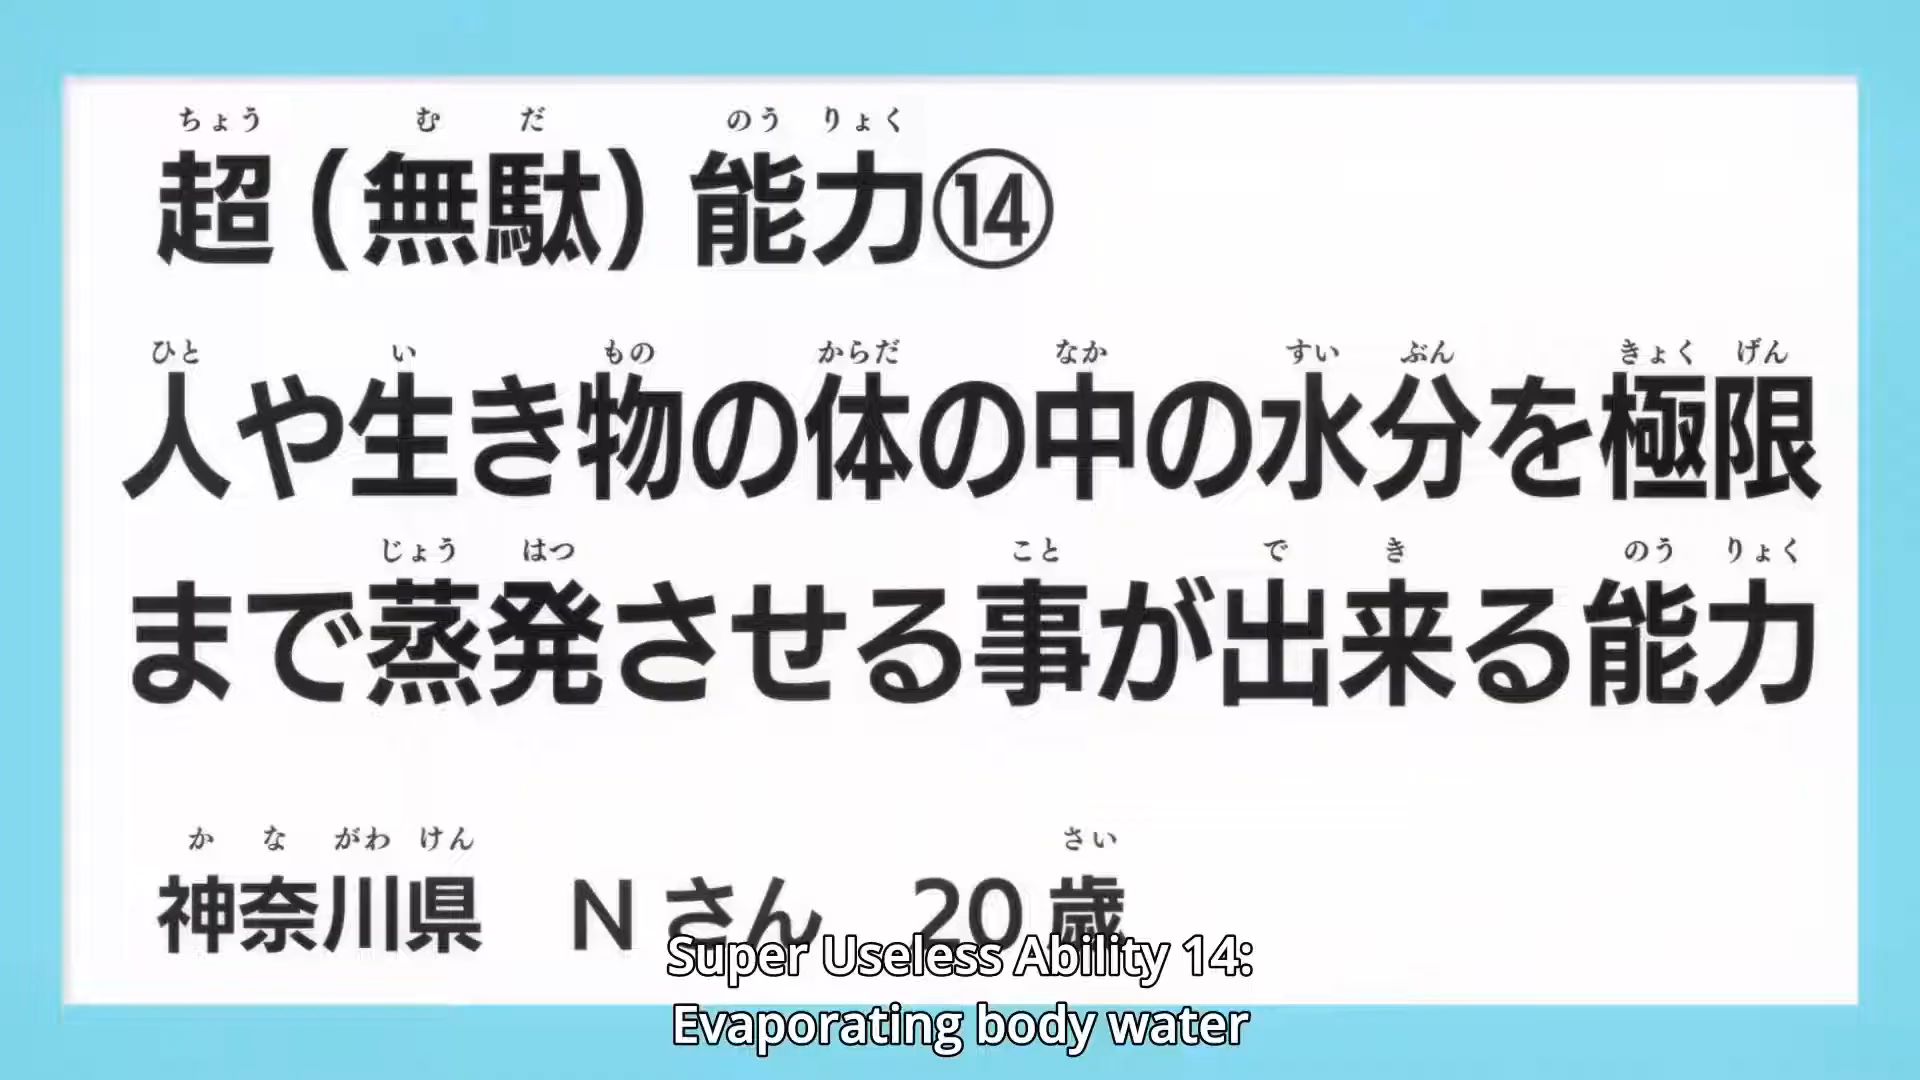 ちょう むだ のうりょく
超(無駄)能力⑭
ひと い もの からだ なか すいぶん きょくげん
人や生き物の体の中の水分を極限
じょうはつ こと でき のうりょく
まで蒸発させる事が出来る能力
かながわけん さい
神奈川県 Nさん 20歳
Super Useless Ability 14:
Evaporating body water